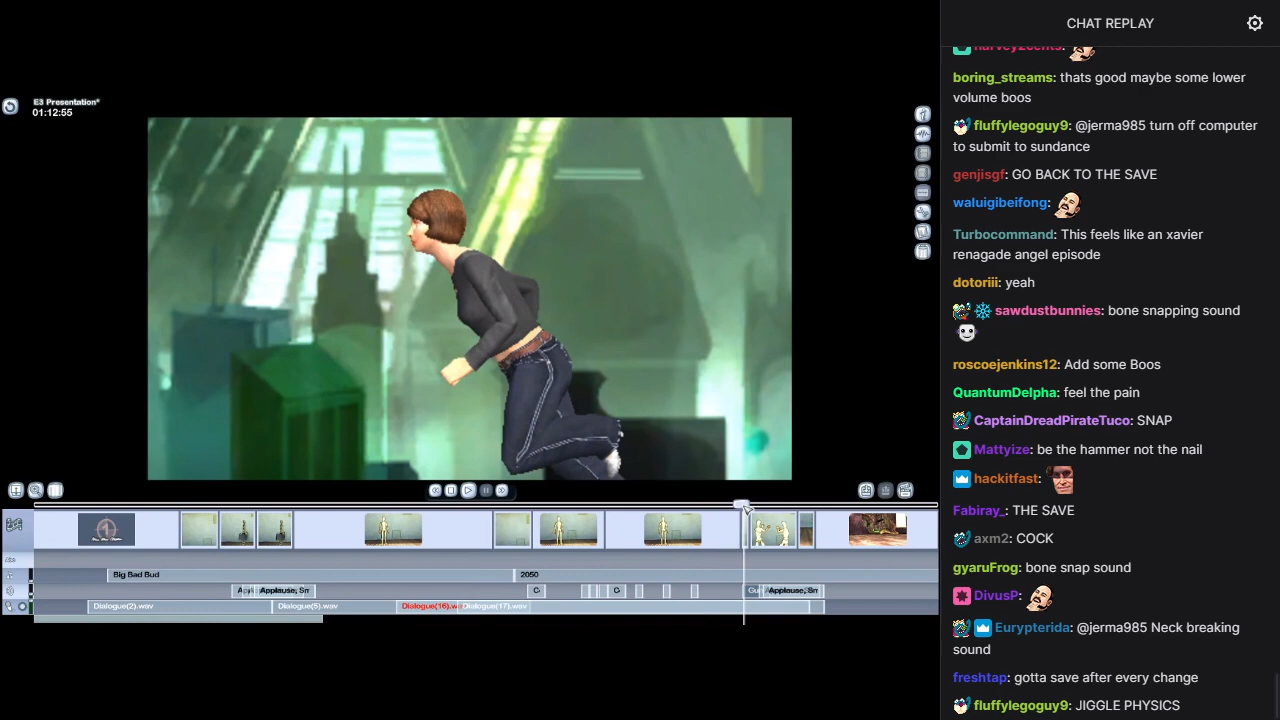 CHAT REPLAY
E3 Presentation*
01:12:55
boring_streams: thats good maybe some lower
volume boos
fluffylegoguy9: @jerma985 turn off computer
to submit to sundance
genjisgf: GO BACK TO THE SAVE
waluigibeifong:
Turbocommand: This feels like an xavier
renagade angel episode
dotoriii: yeah
sawdustbunnies: bone snapping sound
roscoejenkins12: Add some Boos
QuantumDelpha: feel the pain
CaptainDreadPirateTuco: SNAP
Mattyize: be the hammer not the nail
hackitfast:
Fabiray_: THE SAVE
axm2: COCK
gyaruFrog: bone snap sound
DivusP:
Eurypterida: @jerma985 Neck breaking
sound
freshtap: gotta save after every change
fluffylegoguy9: JIGGLE PHYSICS
Big Bad Bud
2050
Applause, Sm
Applause, Sm
Dialogue(2).wav
Dialogue(5).wav
Dialogue(16).w
Dialogue(17).wav